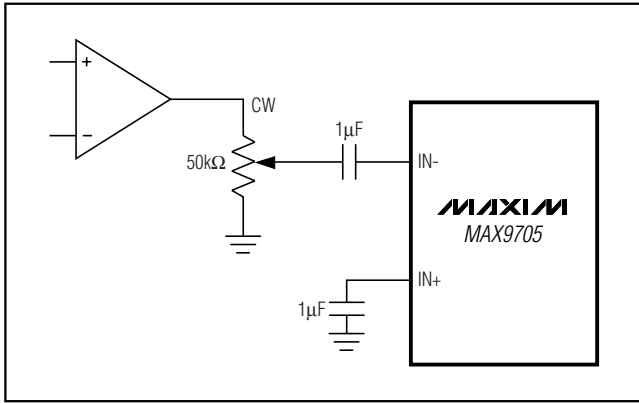 +
−
CW
50kΩ
1μF
IN-
MAXIM
MAX9705
IN+
1μF